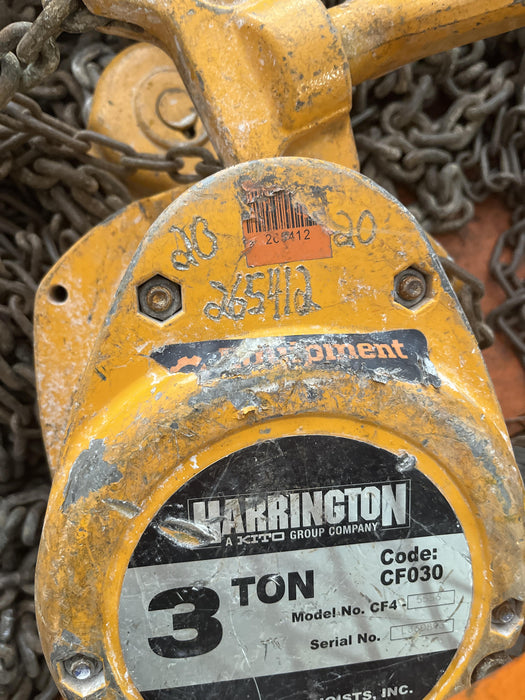 265412
20
20
265412
Equipment
HARRINGTON
A KITO GROUP COMPANY
3 TON
Code:
CF030
Model No. CF4-
Serial No.
HOISTS, INC.